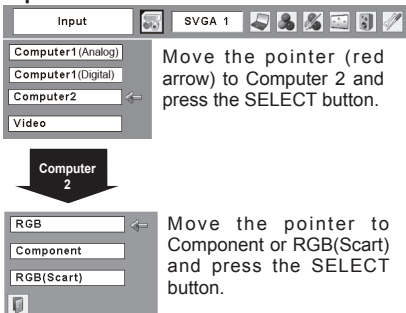 Input
SVGA 1
Computer1(Analog)
Computer1(Digital)
Computer2
Video
Move the pointer (red
arrow) to Computer 2 and
press the SELECT button.
Computer
2
RGB
Component
RGB(Scart)
Move the pointer to
Component or RGB(Scart)
and press the SELECT
button.